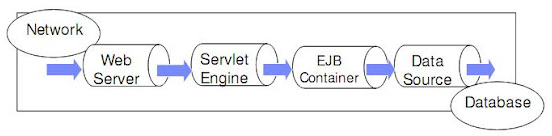 Network
Web
Server
Servlet
Engine
EJB
Container
Data
Source
Database